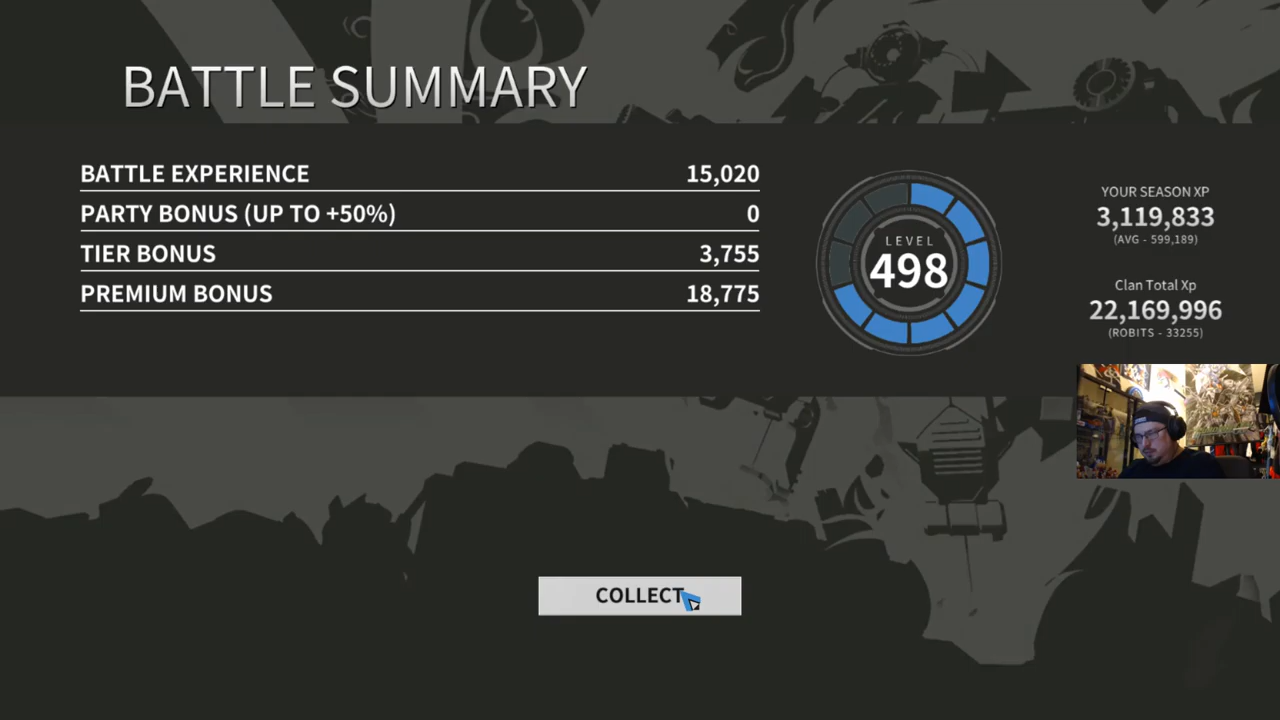 BATTLE SUMMARY
BATTLE EXPERIENCE 15,020
PARTY BONUS (UP TO +50%) 0
TIER BONUS 3,755
PREMIUM BONUS 18,775
LEVEL
498
YOUR SEASON XP
3,119,833
(AVG - 599,189)
Clan Total Xp
22,169,996
(ROBITS - 33255)
COLLECT